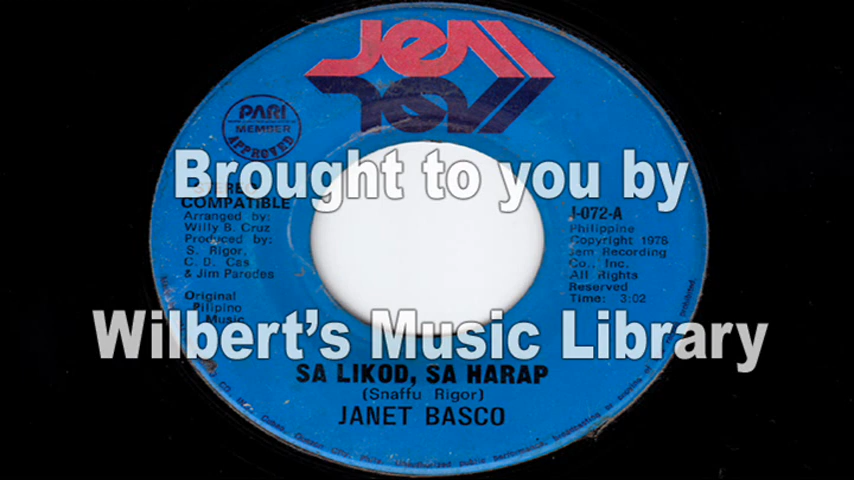 Jem
PARI
MEMBER
APPROVED
Brought to you by
STEREO
COMPATIBLE
Arranged by:
Willy B. Cruz
Produced by:
S. Rigor,
C. D. Cas
& Jim Parodes
Original
Pilipino
Music
J-072-A
Philippine
Copyright 1978
Jem Recording
Co., Inc.
All Rights
Reserved
Time: 3:02
Wilbert's Music Library
SA LIKOD, SA HARAP
(Snaffu Rigor)
JANET BASCO